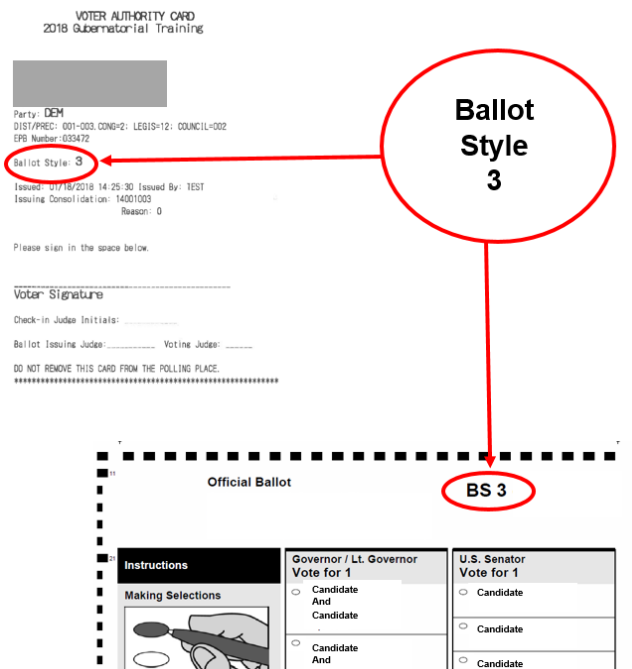 VOTER AUTHORITY CARD
2018 Gubernatorial Training
Party: DEM
DIST/PREC: 001-003.CONG=2: LEGIS=12: COUNCIL=002
EPB Number:033472
Ballot Style: 3
Issued: 01/18/2018 14:25:30 Issued By: TEST
Issuing Consolidation: 14001003
Reason: 0
Please sign in the space below.
Voter Signature
Check-in Judge Initials:
Ballot Issuing Judge: Voting Judge:
DO NOT REMOVE THIS CARD FROM THE POLLING PLACE.
Ballot
Style
3
11
Official Ballot
BS 3
21
Instructions
Making Selections
Governor / Lt. Governor
Vote for 1
Candidate
And
Candidate
Candidate
And
U.S. Senator
Vote for 1
Candidate
Candidate
Candidate